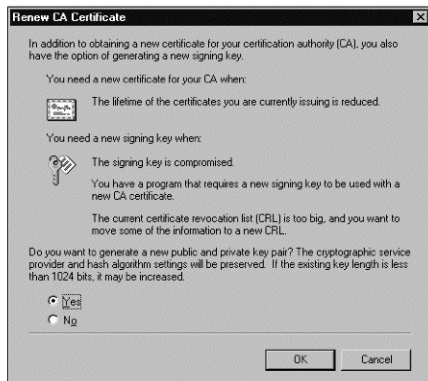 Renew CA Certificate
In addition to obtaining a new certificate for your certification authority (CA), you also
have the option of generating a new signing key.
You need a new certificate for your CA when:
The lifetime of the certificates you are currently issuing is reduced.
You need a new signing key when:
The signing key is compromised.
You have a program that requires a new signing key to be used with a
new CA certificate.
The current certificate revocation list (CRL) is too big, and you want to
move some of the information to a new CRL.
Do you want to generate a new public and private key pair? The cryptographic service
provider and hash algorithm settings will be preserved. If the existing key length is less
than 1024 bits, it may be increased.
Yes
No
OK Cancel